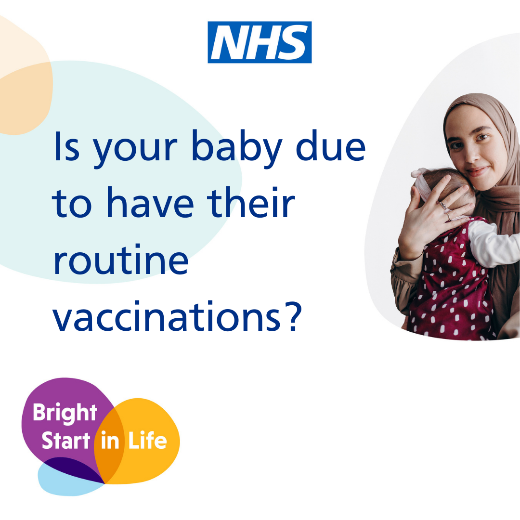 NHS
Is your baby due
to have their
routine
vaccinations?
Bright
Start in Life